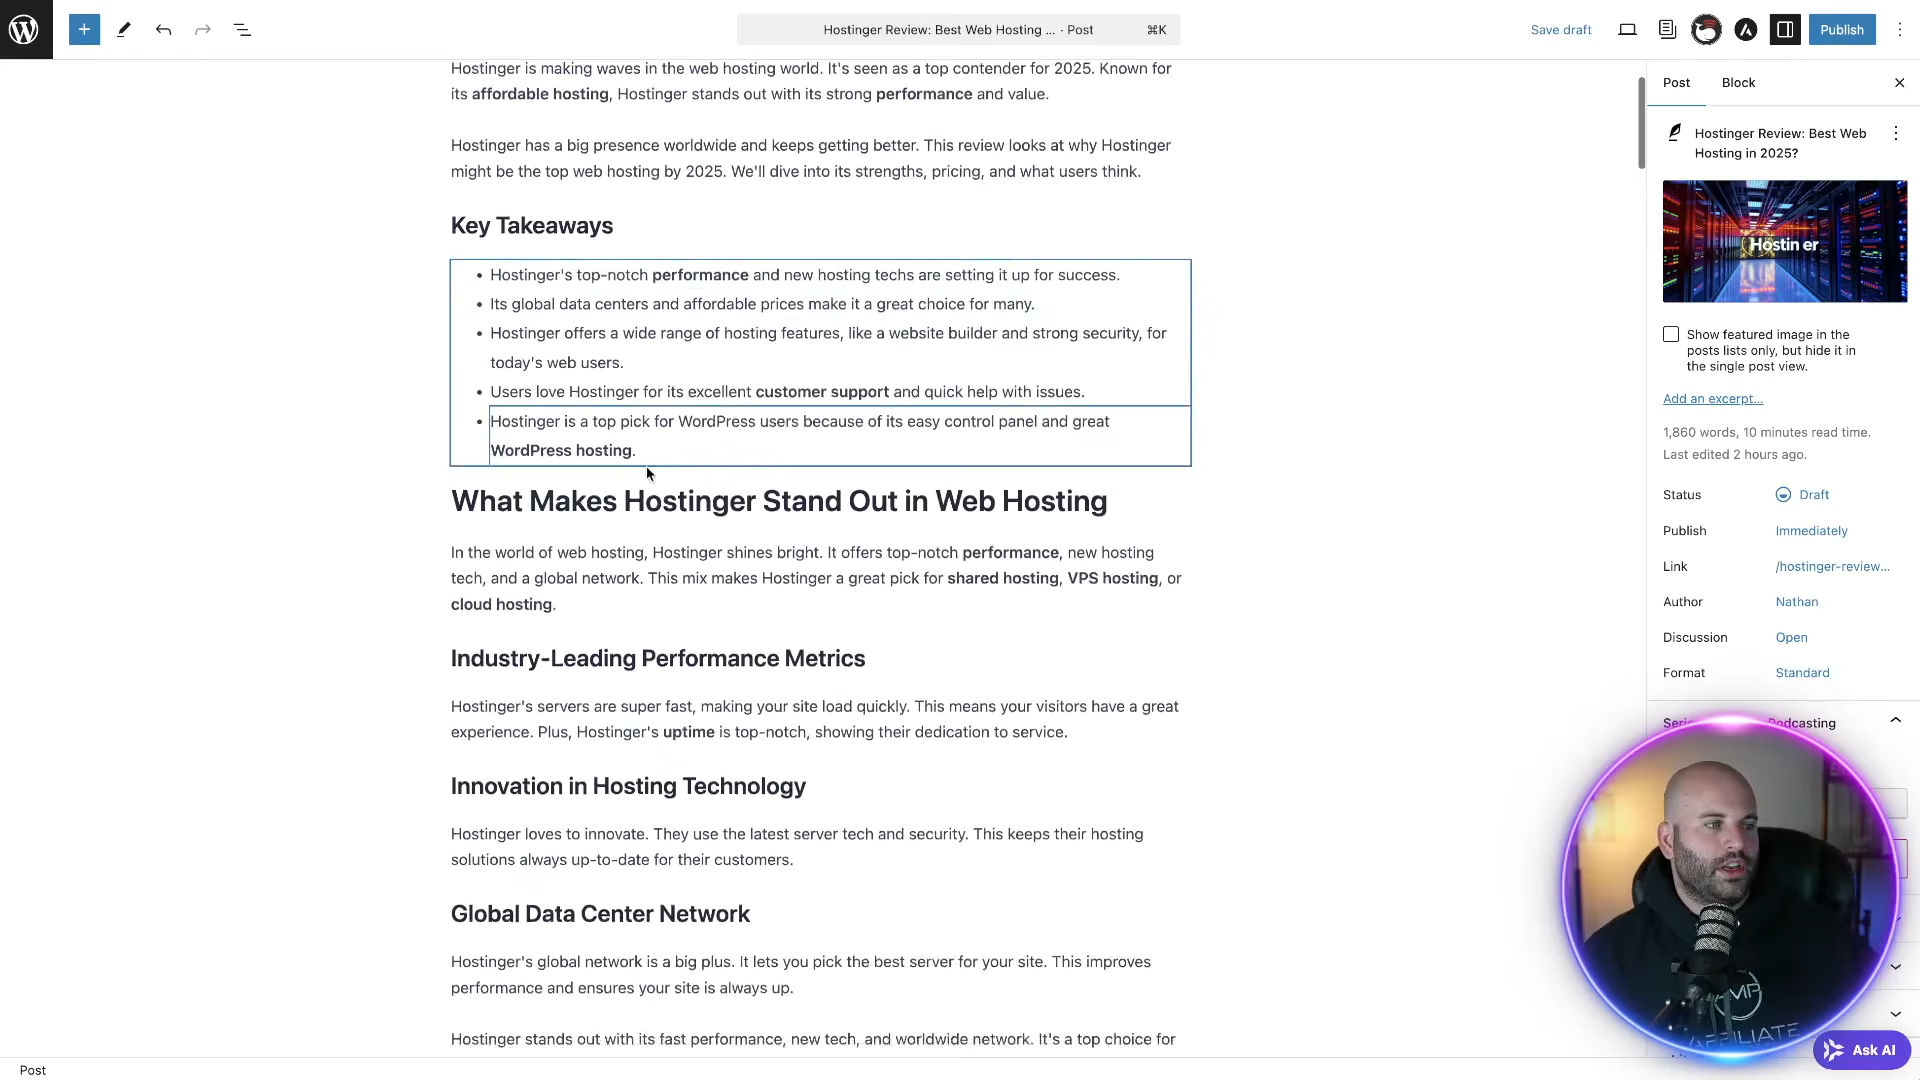 Hostinger Review: Best Web Hosting ... · Post
⌘K
Save draft
Publish
Hostinger is making waves in the web hosting world. It's seen as a top contender for 2025. Known for
its affordable hosting, Hostinger stands out with its strong performance and value.
Hostinger has a big presence worldwide and keeps getting better. This review looks at why Hostinger
might be the top web hosting by 2025. We'll dive into its strengths, pricing, and what users think.
Key Takeaways
• Hostinger's top-notch performance and new hosting techs are setting it up for success.
• Its global data centers and affordable prices make it a great choice for many.
• Hostinger offers a wide range of hosting features, like a website builder and strong security, for
today's web users.
• Users love Hostinger for its excellent customer support and quick help with issues.
• Hostinger is a top pick for WordPress users because of its easy control panel and great
WordPress hosting.
What Makes Hostinger Stand Out in Web Hosting
In the world of web hosting, Hostinger shines bright. It offers top-notch performance, new hosting
tech, and a global network. This mix makes Hostinger a great pick for shared hosting, VPS hosting, or
cloud hosting.
Industry-Leading Performance Metrics
Hostinger's servers are super fast, making your site load quickly. This means your visitors have a great
experience. Plus, Hostinger's uptime is top-notch, showing their dedication to service.
Innovation in Hosting Technology
Hostinger loves to innovate. They use the latest server tech and security. This keeps their hosting
solutions always up-to-date for their customers.
Global Data Center Network
Hostinger's global network is a big plus. It lets you pick the best server for your site. This improves
performance and ensures your site is always up.
Hostinger stands out with its fast performance, new tech, and worldwide network. It's a top choice for
Post
Post Block
Hostinger Review: Best Web
Hosting in 2025?
Hostin er
Show featured image in the
posts lists only, but hide it in
the single post view.
Add an excerpt...
1,860 words, 10 minutes read time.
Last edited 2 hours ago.
Status Draft
Publish Immediately
Link /hostinger-review...
Author Nathan
Discussion Open
Format Standard
Podcasting
AFFILIATE
Ask AI